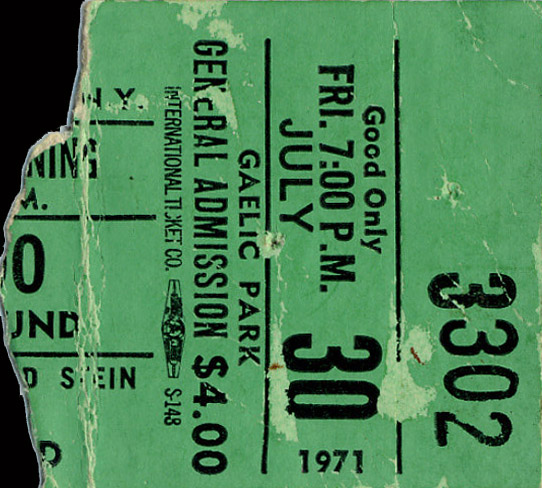 N.Y.
NING
M.
0
UND
D STEIN
D
3302
Good Only
FRI. 7:00 P.M.
JULY 30
1971
GAELIC PARK
GENERAL ADMISSION $4.00
INTERNATIONAL TICKET CO. S-148